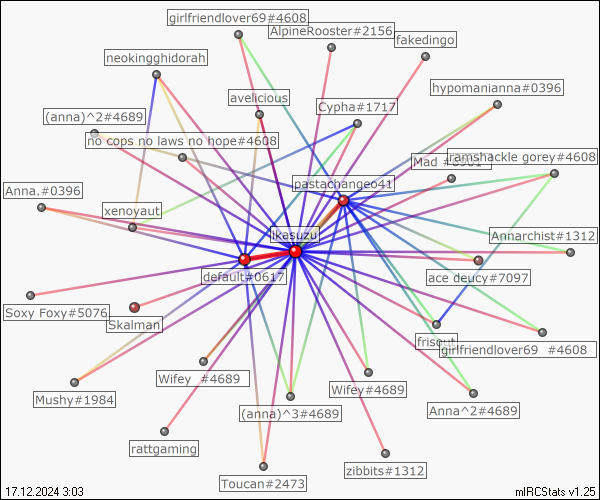 girlfriendlover69#4608
AlpineRooster#2156
fakedingo
neokingghidorah
hypomanianna#0396
avelicious
Cypha#1717
(anna)^2#4689
no cops no laws no hope#4608
Mad
ramshackle gorey#4608
pastachangeo41
Anna.#0396
xenoyaut
ikasuzu
Annarchist#1312
default#0617
ace deucy#7097
Soxy Foxy#5076
Skalman
frisout
girlfriendlover69 #4608
Wifey #4689
Wifey#4689
Mushy#1984
(anna)^3#4689
Anna^2#4689
rattgaming
zibbits#1312
Toucan#2473
17.12.2024 3:03
mIRCStats v1.25